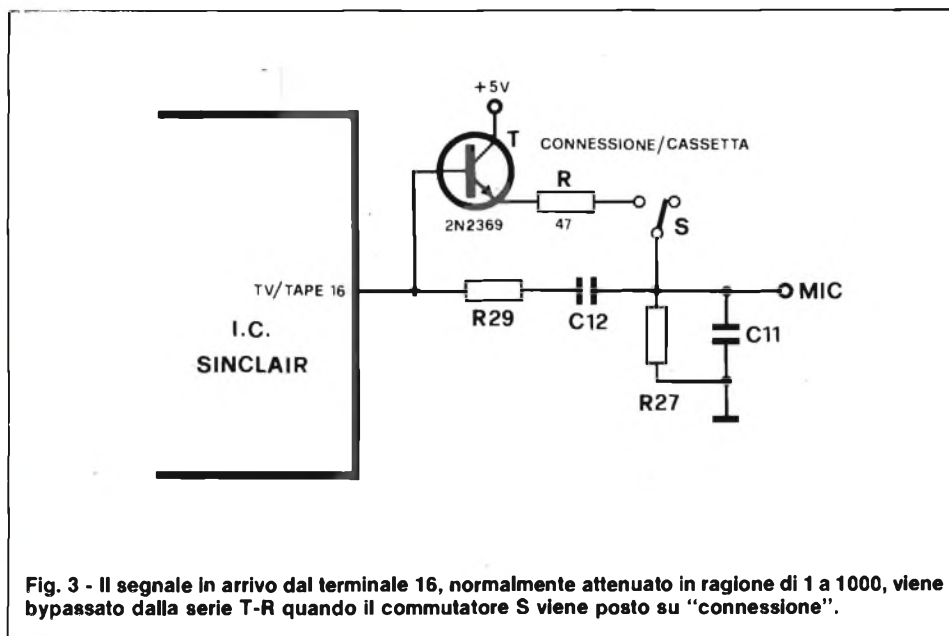 +5V
T
CONNESSIONE/CASSETTA
R
2N2369
47
S
TV/TAPE 16
MIC
R29
C12
C11
I.C.
SINCLAIR
R27
Fig. 3 - Il segnale in arrivo dal terminale 16, normalmente attenuato in ragione di 1 a 1000, viene
bypassato dalla serie T-R quando il commutatore S viene posto su “connessione”.